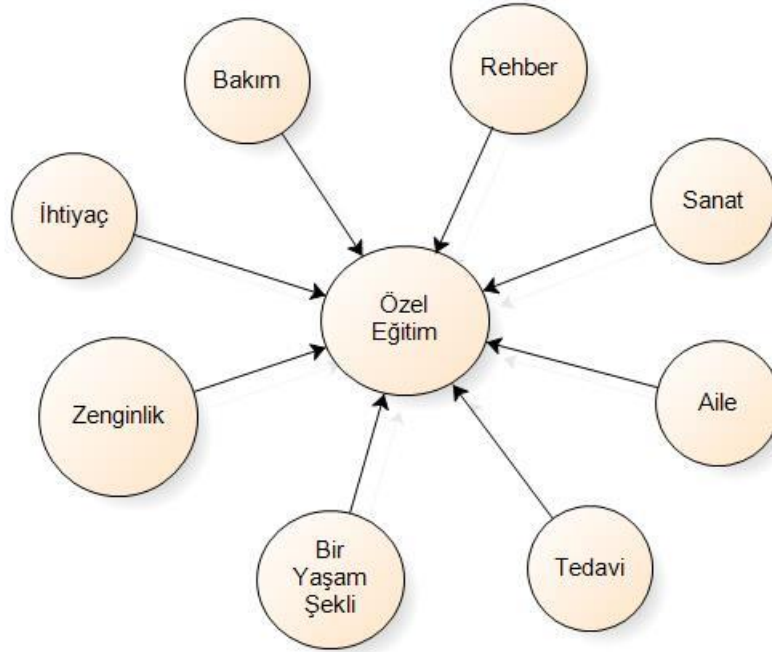 Bakım
Rehber
İhtiyaç
Sanat
Özel
Eğitim
Zenginlik
Aile
Bir
Yaşam
Şekli
Tedavi